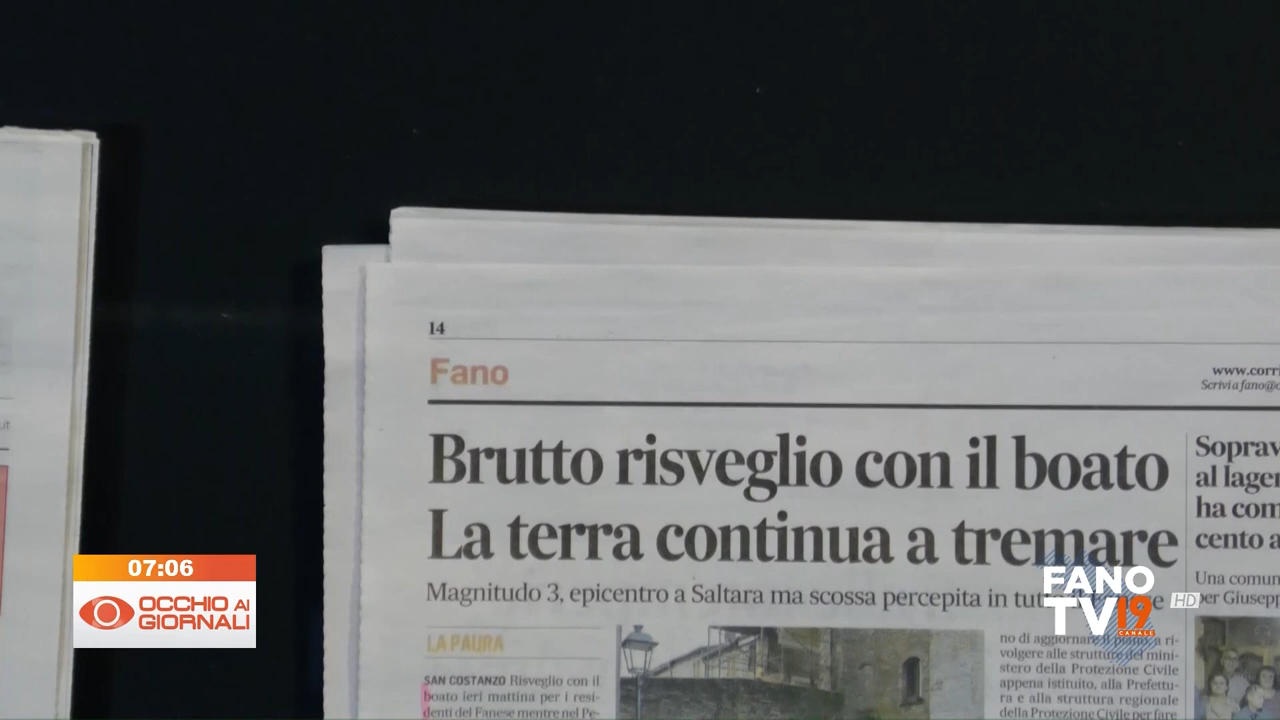 14
Fano
www.corri
Scrivi a fano@c
Brutto risveglio con il boato
La terra continua a tremare
Magnitudo 3, epicentro a Saltara ma scossa percepita in
LA PAURA
SAN COSTANZO Risveglio con il
boato ieri mattina per i resi-
denti del Fanese mentre nel Pe-
no di aggiornare il piano, a ri-
volgere alle strutture del mini-
stero della Protezione Civile
appena istituito, alla Prefettu-
ra e alla struttura regionale
della Protezione Civile per fare
Soprav
al lager
ha com
cento a
Una comun
per Giusepp
07:06
OCCHIO AI
GIORNALI
FANO
TV19
CANALE
HD